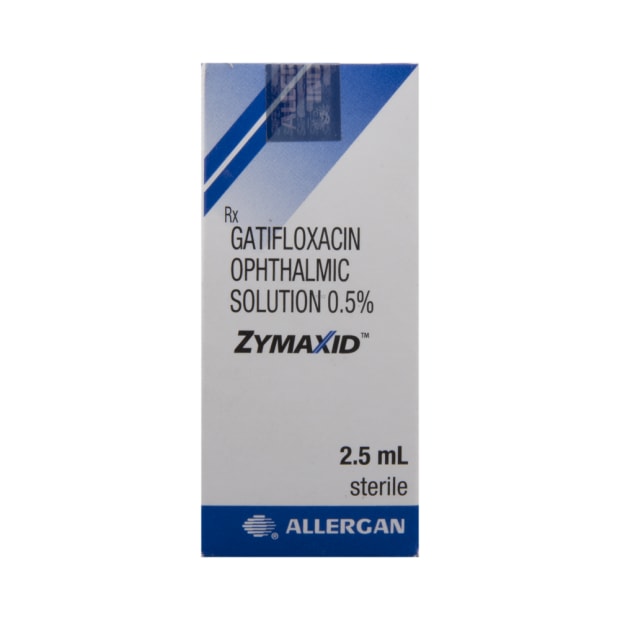 Rx
GATIFLOXACIN
OPHTHALMIC
SOLUTION 0.5%
ZYMAXID™
2.5 mL
sterile
® ALLERGAN